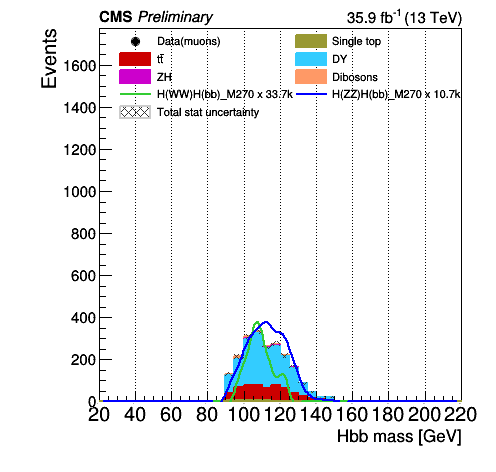 CMS Preliminary 35.9 fb⁻¹ (13 TeV)
Events
Data(muons) Single top
tt̄ DY
ZH Dibosons
H(WW)H(bb)_M270 x 33.7k H(ZZ)H(bb)_M270 x 10.7k
Total stat uncertainty
1600
1400
1200
1000
800
600
400
200
0
20 40 60 80 100 120 140 160 180 200 220
Hbb mass [GeV]